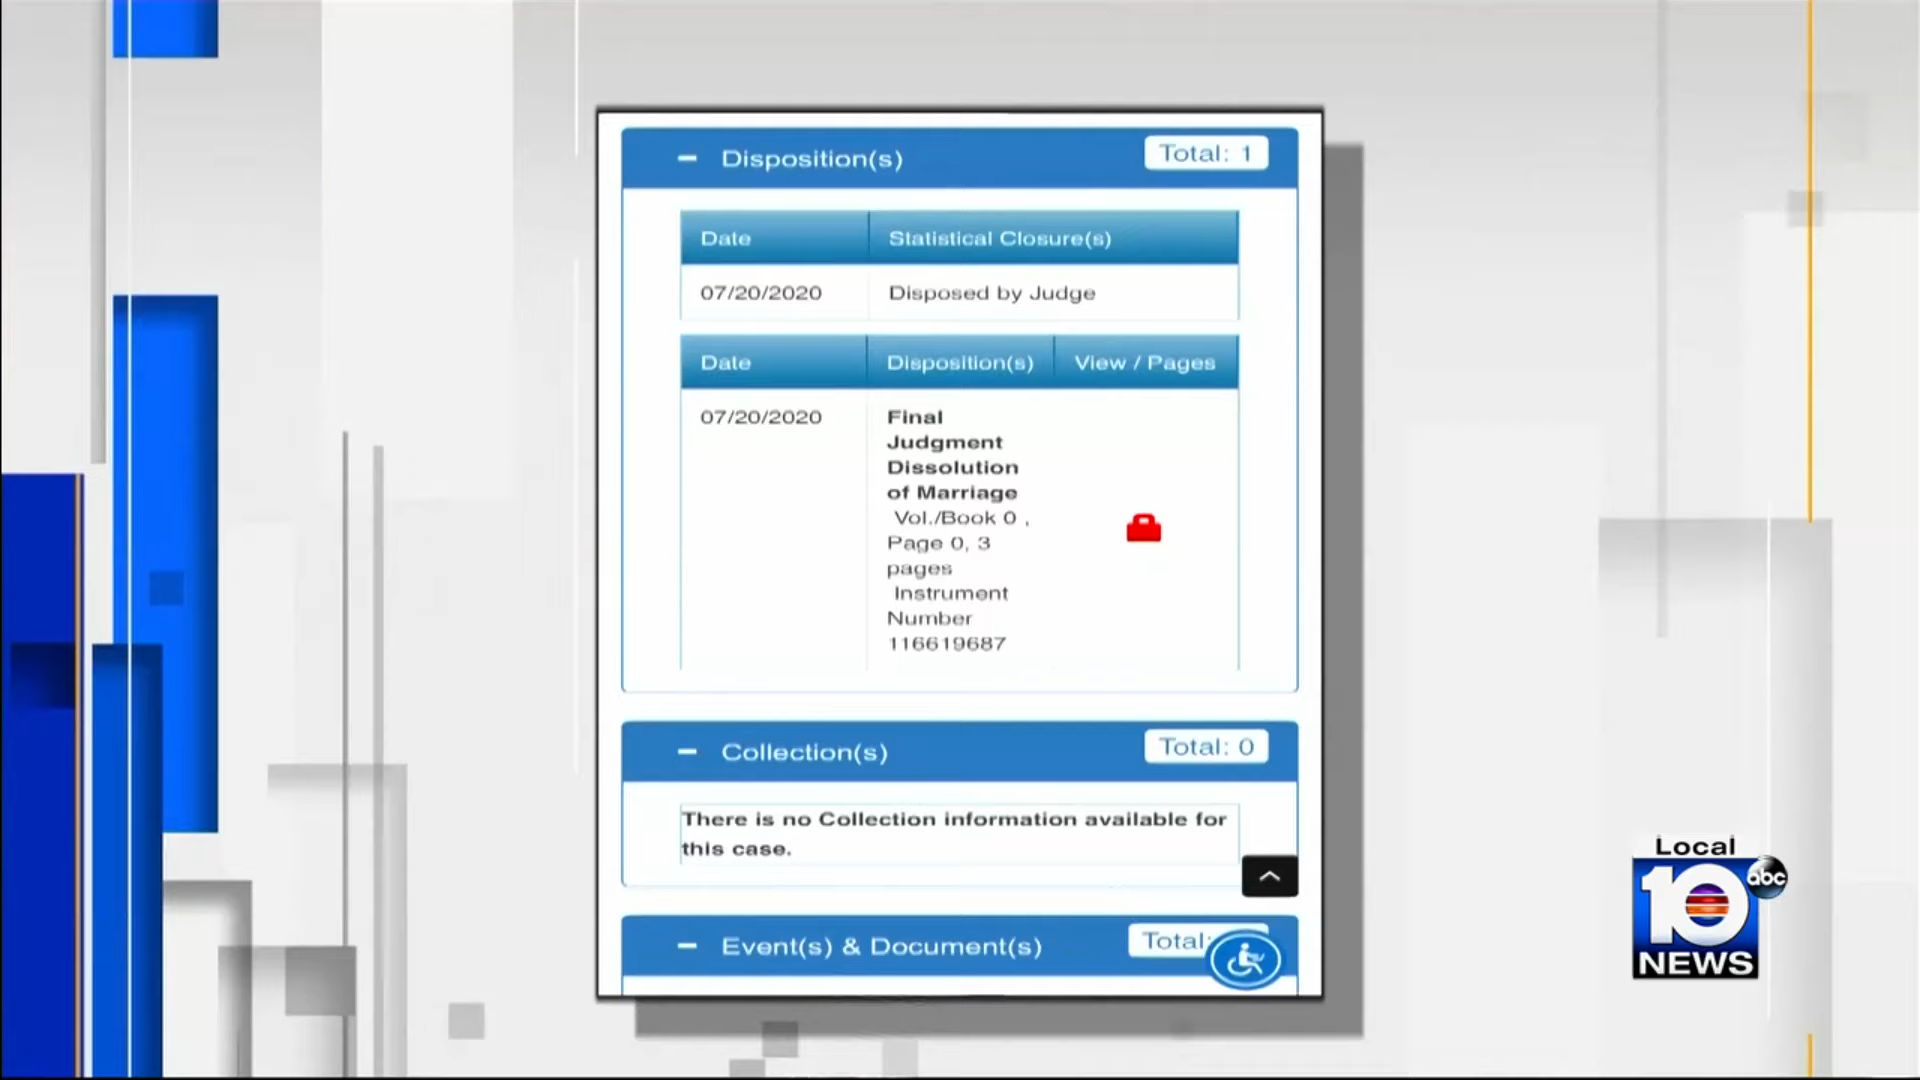 Disposition(s)
Total: 1
Date
Statistical Closure(s)
07/20/2020
Disposed by Judge
Date
Disposition(s)
View / Pages
07/20/2020
Final
Judgment
Dissolution
of Marriage
Vol./Book 0 ,
Page 0, 3
pages
Instrument
Number
116619687
Collection(s)
Total: 0
There is no Collection information available for
this case.
Event(s) & Document(s)
Total:
Local
10
abc
NEWS